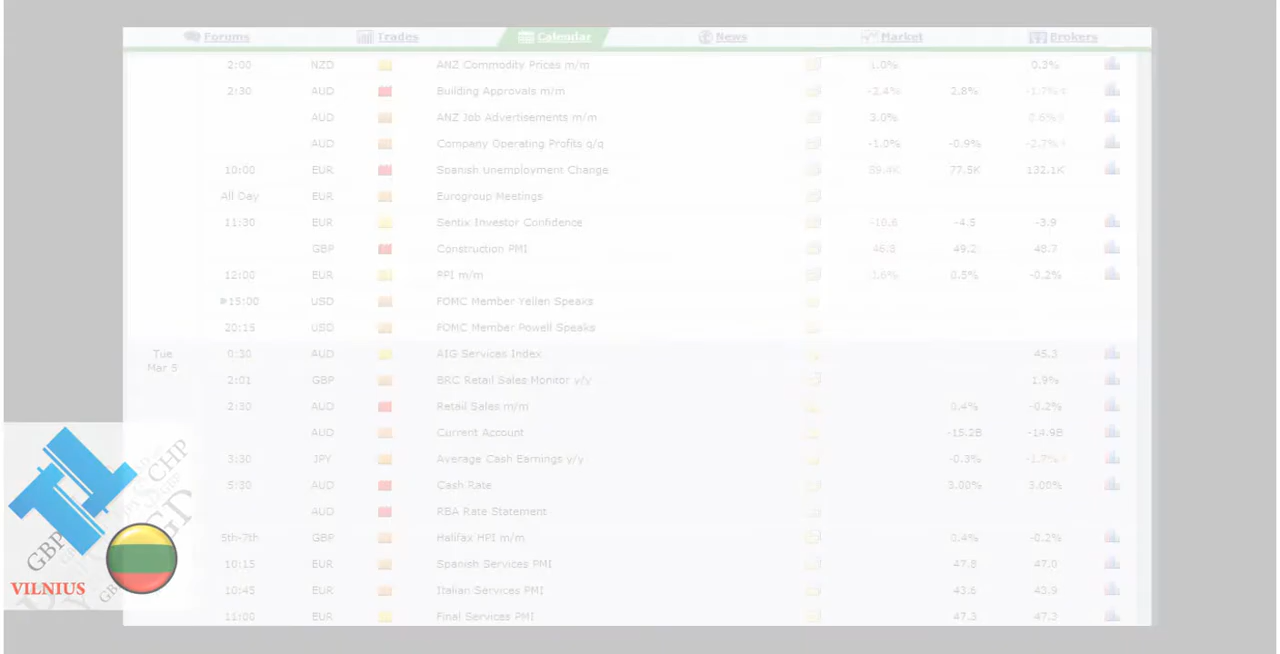 Forums Trades Calendar News Market Brokers
2:00 NZD ANZ Commodity Prices m/m 1.0% 0.3%
2:30 AUD Building Approvals m/m -2.4% 2.8% -1.7%
AUD ANZ Job Advertisements m/m 3.0% 0.6%
AUD Company Operating Profits q/q -1.0% -0.9% -2.7%
10:00 EUR Spanish Unemployment Change 59.4K 77.5K 132.1K
All Day EUR Eurogroup Meetings
11:30 EUR Sentix Investor Confidence -10.6 -4.5 -3.9
GBP Construction PMI 46.8 49.2 48.7
12:00 EUR PPI m/m 0.5% -0.2%
15:00 USD FOMC Member Yellen Speaks
20:15 USD FOMC Member Powell Speaks
Tue 0:30 AUD AIG Services Index 45.3
Mar 5
2:01 GBP BRC Retail Sales Monitor y/y 1.9%
2:30 AUD Retail Sales m/m 0.4% -0.2%
AUD Current Account -15.2B -14.9B
3:30 JPY Average Cash Earnings y/y -0.3% -1.7%
5:30 AUD Cash Rate 3.00% 3.00%
AUD RBA Rate Statement
5th-7th GBP Halifax HPI m/m 0.4% -0.2%
10:15 EUR Spanish Services PMI 47.8 47.0
10:45 EUR Italian Services PMI 43.6 43.9
11:00 EUR Final Services PMI 47.3 47.3
CHP
GBP
VILNIUS